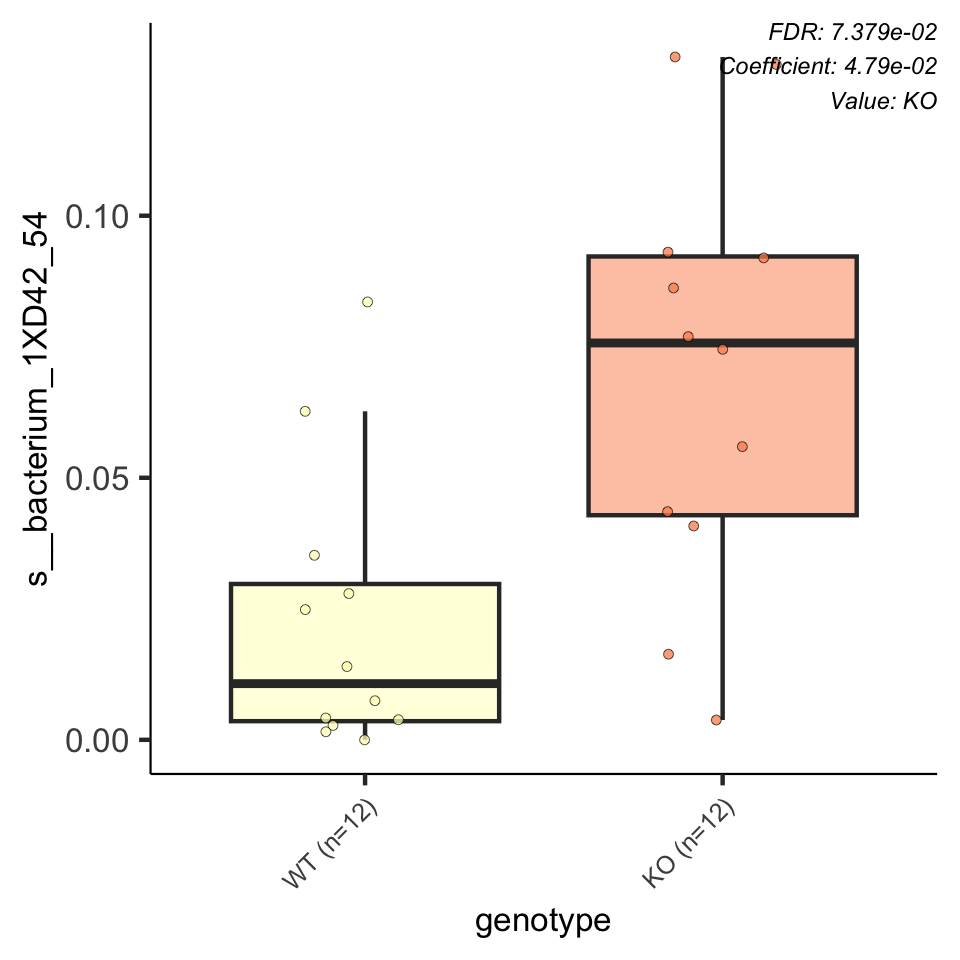 FDR: 7.379e-02
Coefficient: 4.79e-02
Value: KO
s__bacterium_1XD42_54
0.10
0.05
0.00
WT (n=12)
KO (n=12)
genotype